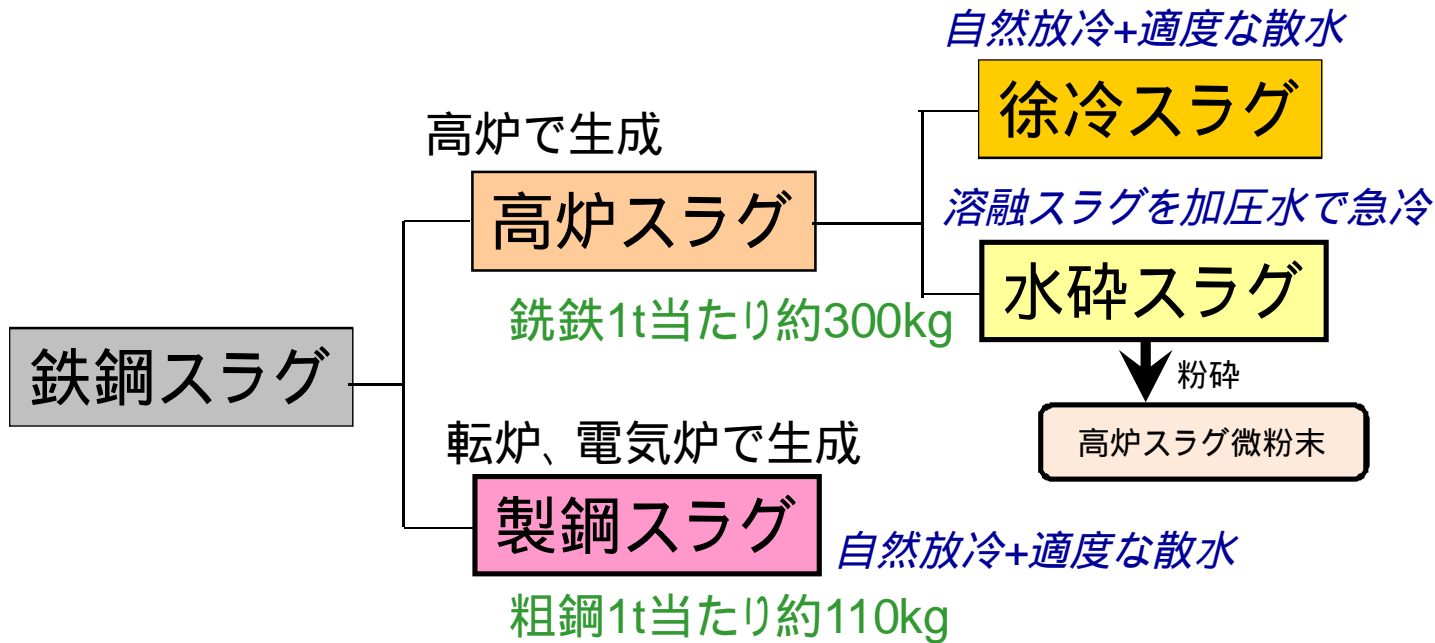 自然放冷+適度な散水
徐冷スラグ
高炉で生成
高炉スラグ
溶融スラグを加圧水で急冷
水砕スラグ
銑鉄1t当たり約300kg
粉砕
高炉スラグ微粉末
鉄鋼スラグ
転炉、電気炉で生成
製鋼スラグ
自然放冷+適度な散水
粗鋼1t当たり約110kg